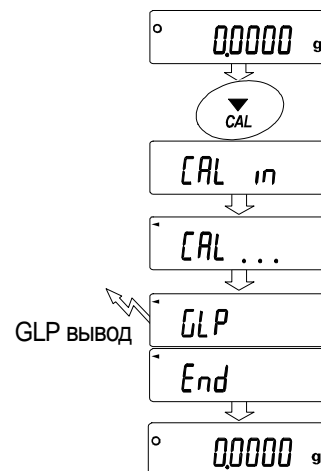 0.0000 g
CAL
CAL in
CAL ...
GLP
GLP вывод
End
0.0000 g